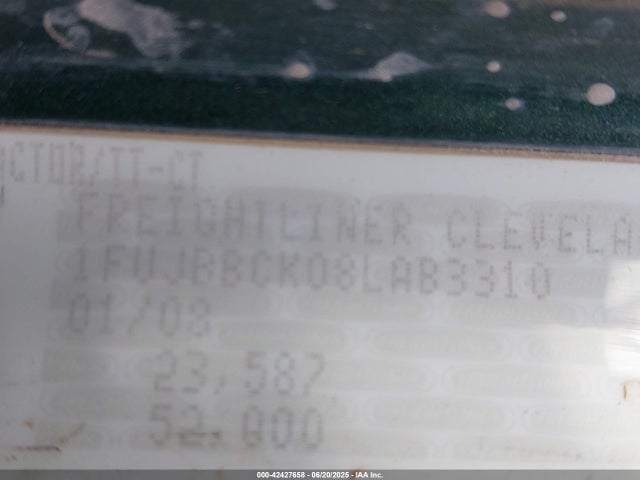 CTOR/TT-CT
FREIGHTLINER CLEVELA
1FUJBBCK08LAB3310
01/08
23,587
52,000
000-42427658 - 06/20/2025 - IAA Inc.